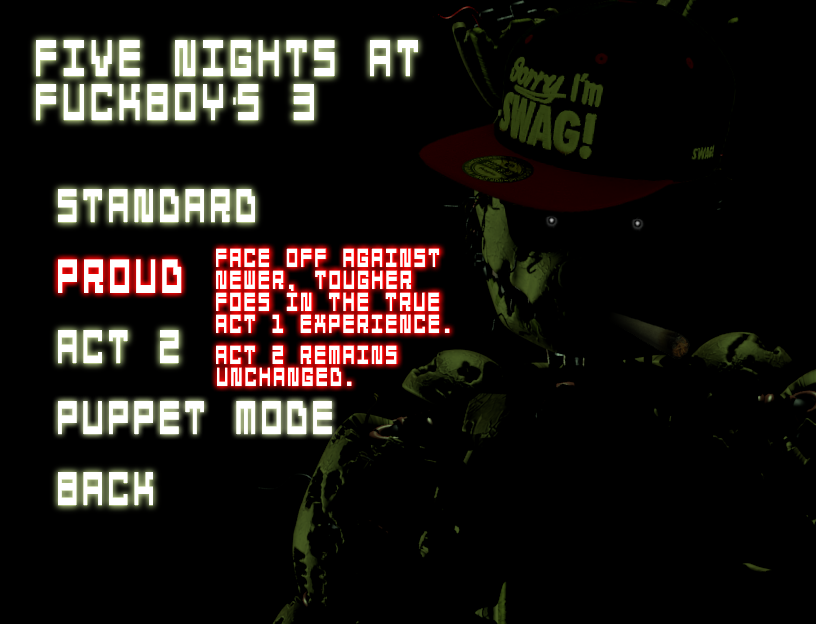 FIVE NIGHTS AT
FUCKBOY'S 3
Sorry I'm
SWAG!
SWAG!
STANDARD
PROUD
FACE OFF AGAINST
NEWER, TOUGHER
FOES IN THE TRUE
ACT 1 EXPERIENCE.
ACT 2 REMAINS
UNCHANGED.
ACT 2
PUPPET MODE
BACK